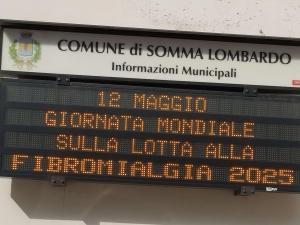 COMUNE di SOMMA LOMBARDO
Informazioni Municipali
12 MAGGIO
GIORNATA MONDIALE
SULLA LOTTA ALLA
FIBROMIALGIA 2025